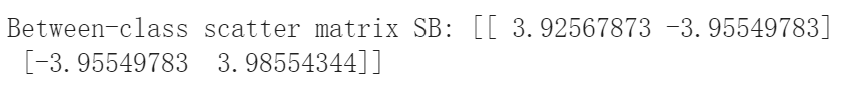 Between-class scatter matrix SB: [[ 3.92567873 -3.95549783]
[-3.95549783  3.98554344]]